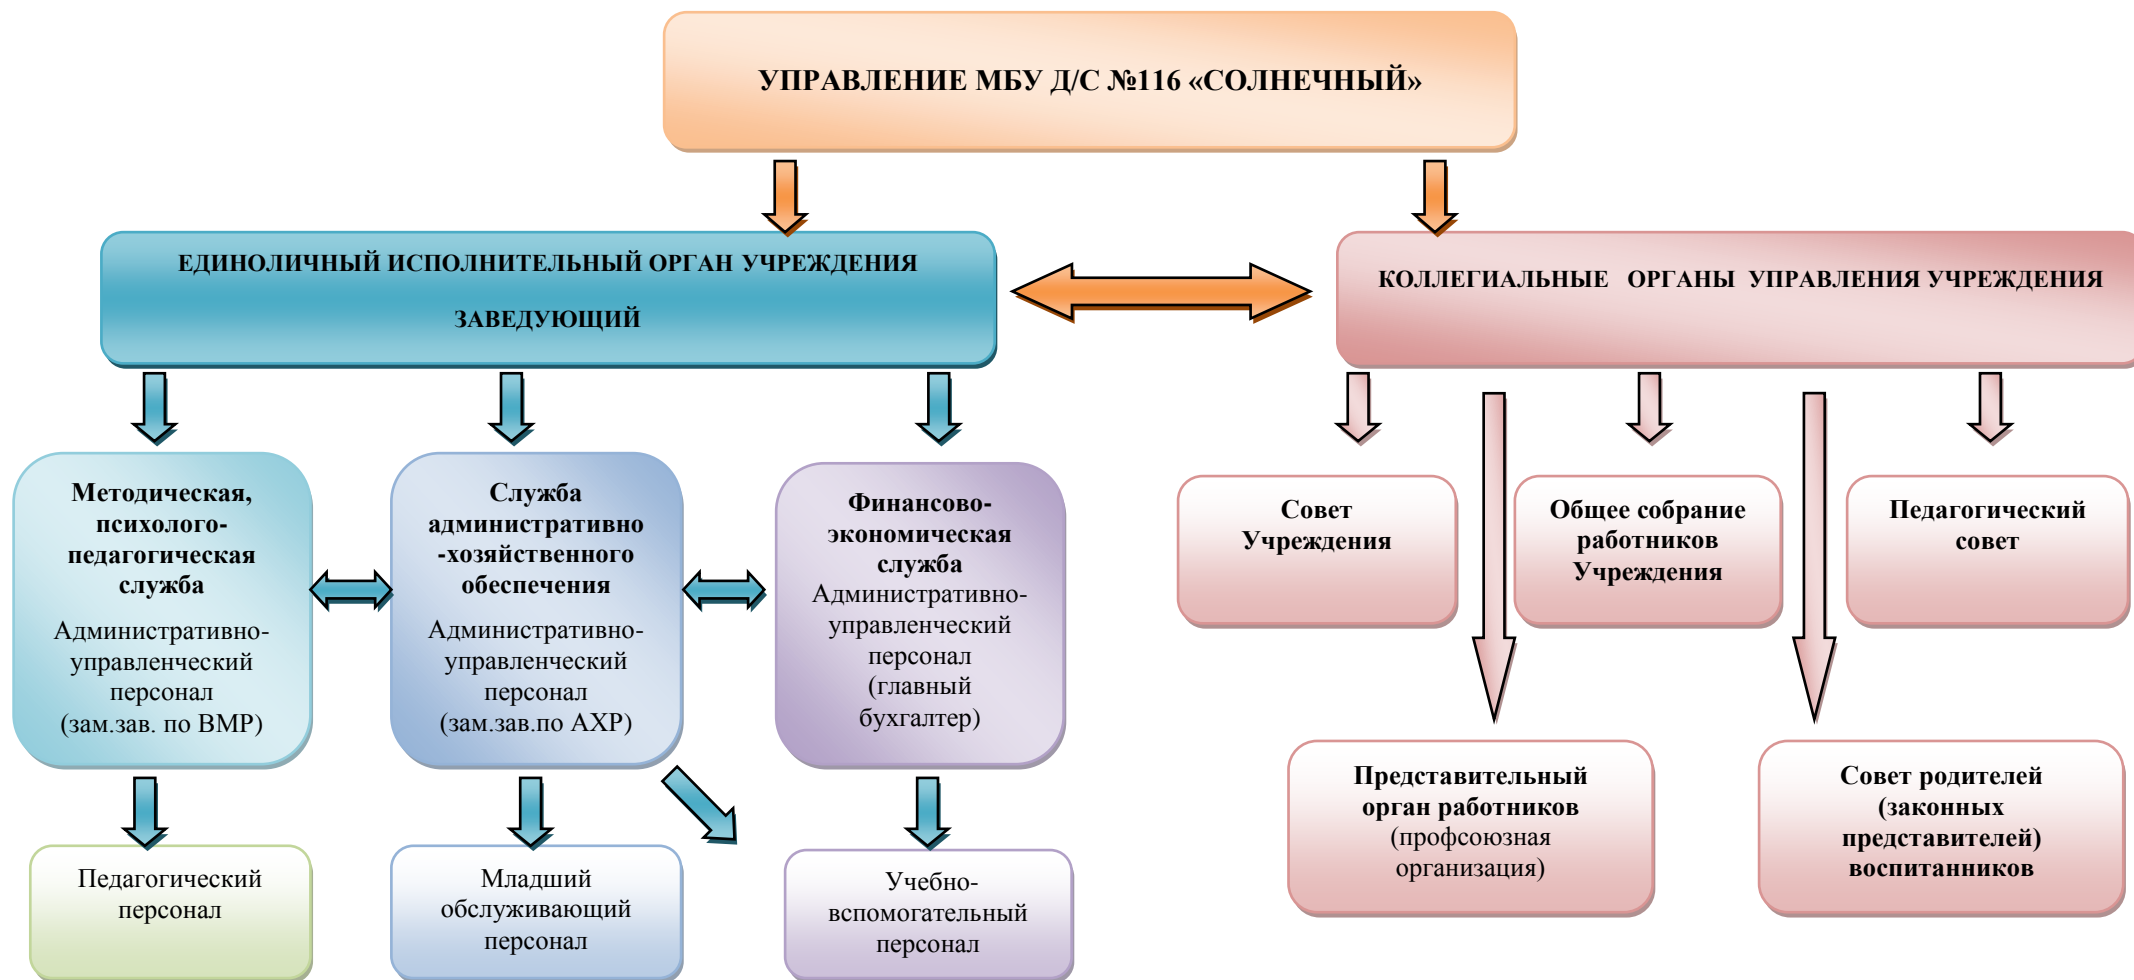 УПРАВЛЕНИЕ МБУ Д/С №116 «СОЛНЕЧНЫЙ»
ЕДИНОЛИЧНЫЙ ИСПОЛНИТЕЛЬНЫЙ ОРГАН УЧРЕЖДЕНИЯ
ЗАВЕДУЮЩИЙ
КОЛЛЕГИАЛЬНЫЕ ОРГАНЫ УПРАВЛЕНИЯ УЧРЕЖДЕНИЯ
Методическая,
психолого-
педагогическая
служба
Административно-
управленческий
персонал
(зам.зав. по ВМР)
Служба
административно
-хозяйственного
обеспечения
Административно-
управленческий
персонал
(зам.зав.по АХР)
Финансово-
экономическая
служба
Административно-
управленческий
персонал
(главный
бухгалтер)
Совет
Учреждения
Общее собрание
работников
Учреждения
Педагогический
совет
Представительный
орган работников
(профсоюзная
организация)
Совет родителей
(законных
представителей)
воспитанников
Педагогический
персонал
Младший
обслуживающий
персонал
Учебно-
вспомогательный
персонал